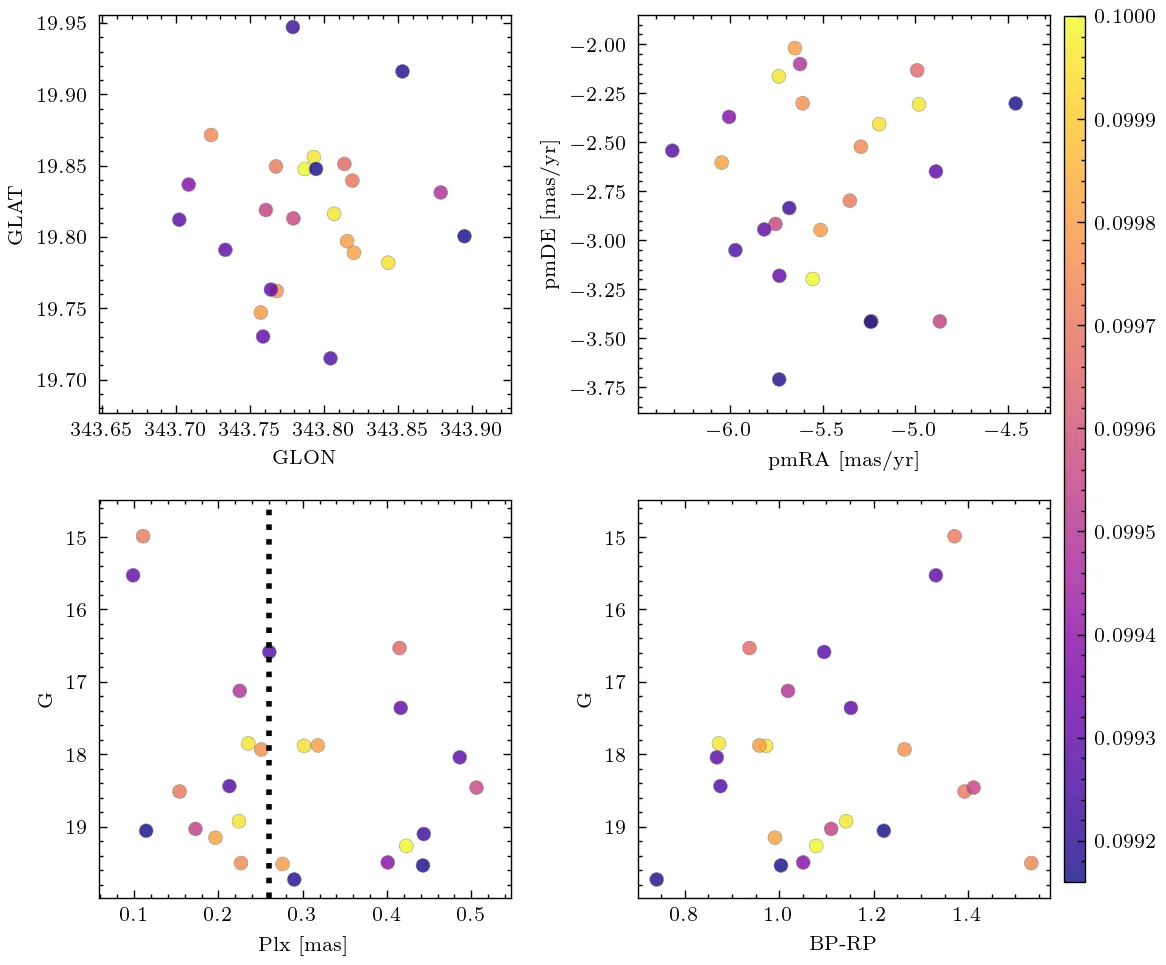 19.95
19.90
19.85
19.80
19.75
19.70
GLAT
343.65 343.70 343.75 343.80 343.85 343.90
GLON
−2.00
−2.25
−2.50
−2.75
−3.00
−3.25
−3.50
−3.75
pmDE [mas/yr]
−6.0 −5.5 −5.0 −4.5
pmRA [mas/yr]
0.1000
0.0999
0.0998
0.0997
0.0996
0.0995
0.0994
0.0993
0.0992
15
16
17
18
19
G
0.1 0.2 0.3 0.4 0.5
Plx [mas]
15
16
17
18
19
G
0.8 1.0 1.2 1.4
BP-RP